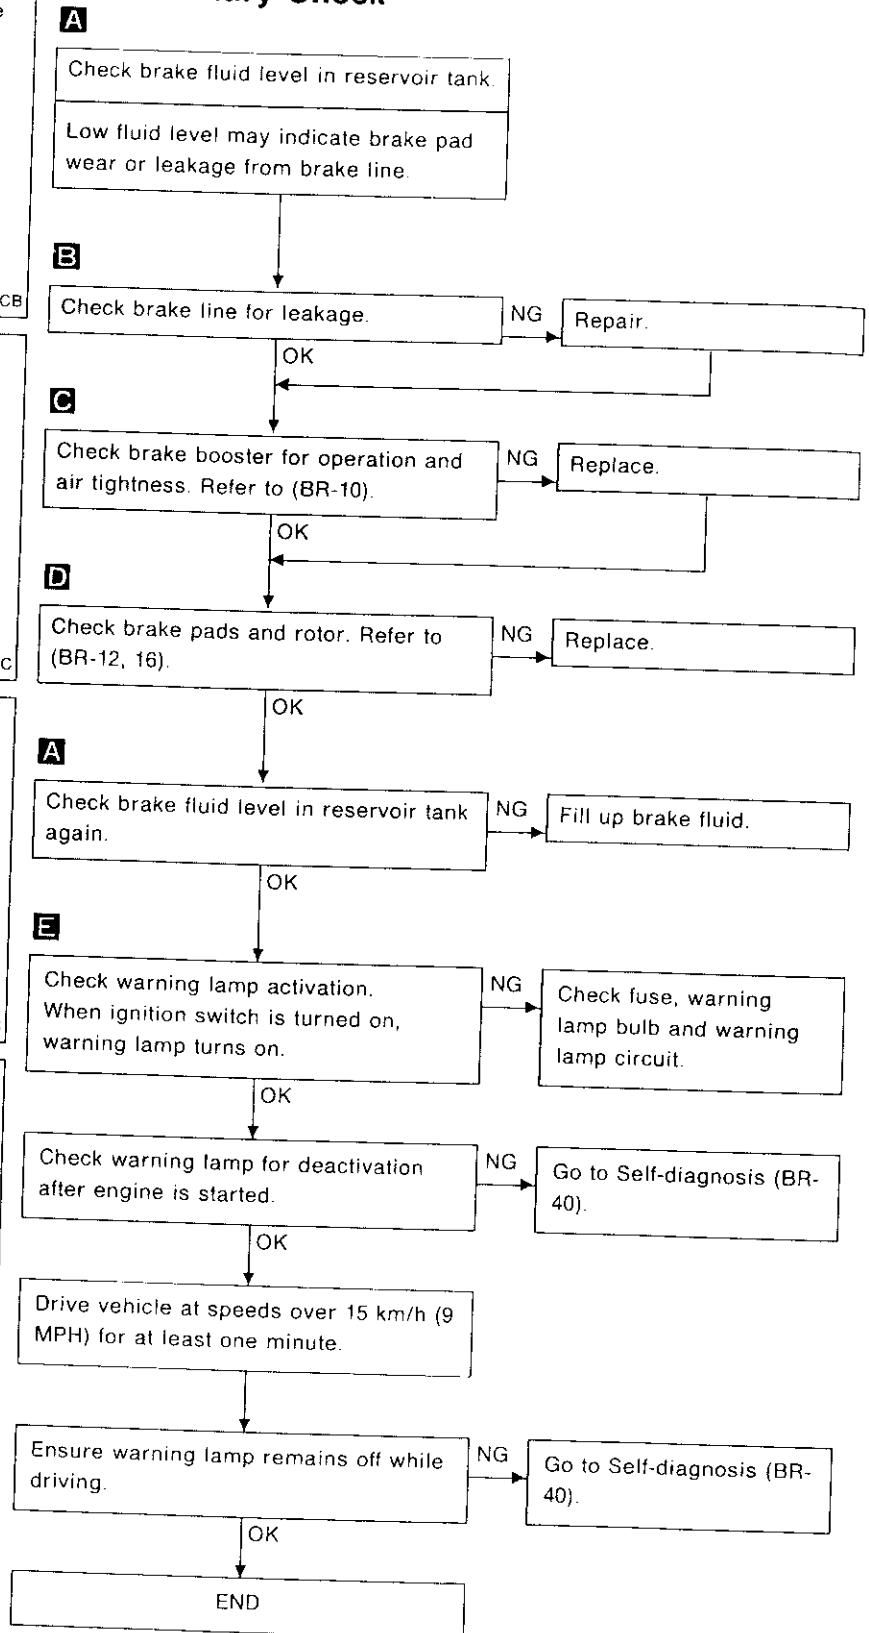 Check
A
Check brake fluid level in reservoir tank.
Low fluid level may indicate brake pad
wear or leakage from brake line.
B
CB
Check brake line for leakage.
NG
Repair.
OK
C
Check brake booster for operation and
air tightness. Refer to (BR-10).
NG
Replace.
OK
D
Check brake pads and rotor. Refer to
(BR-12, 16).
NG
Replace.
C
OK
A
Check brake fluid level in reservoir tank
again.
NG
Fill up brake fluid.
OK
E
Check warning lamp activation.
When ignition switch is turned on,
warning lamp turns on.
NG
Check fuse, warning
lamp bulb and warning
lamp circuit.
OK
Check warning lamp for deactivation
after engine is started.
NG
Go to Self-diagnosis (BR-
40).
OK
Drive vehicle at speeds over 15 km/h (9
MPH) for at least one minute.
Ensure warning lamp remains off while
driving.
NG
Go to Self-diagnosis (BR-
40).
OK
END